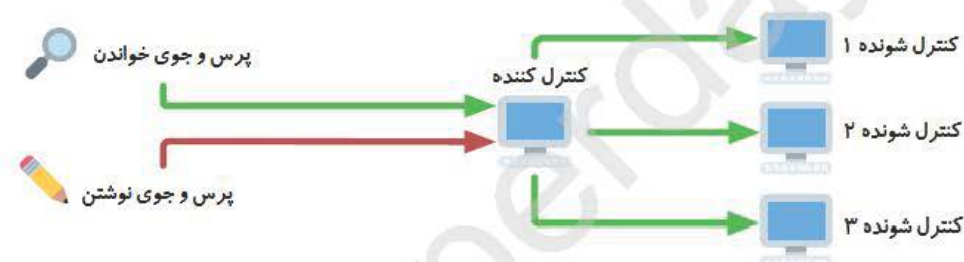 پرس و جوی خواندن
پرس و جوی نوشتن
کنترل کننده
کنترل شونده ۱
کنترل شونده ۲
کنترل شونده ۳